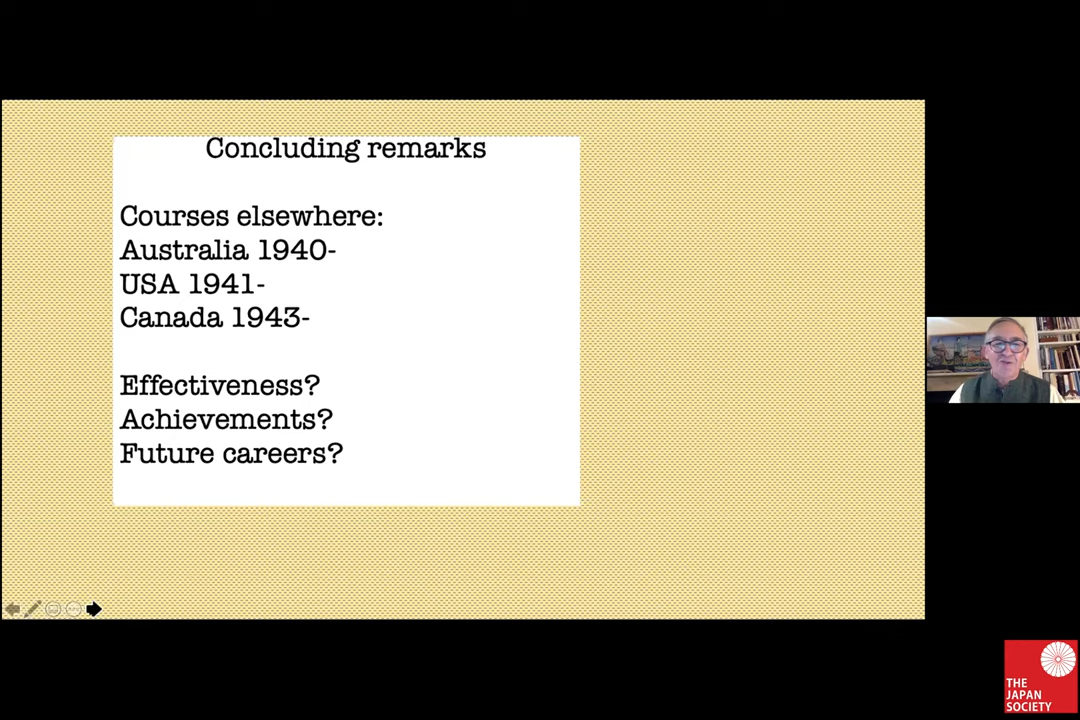 Concluding remarks
Courses elsewhere:
Australia 1940-
USA 1941-
Canada 1943-
Effectiveness?
Achievements?
Future careers?
THE
JAPAN
SOCIETY